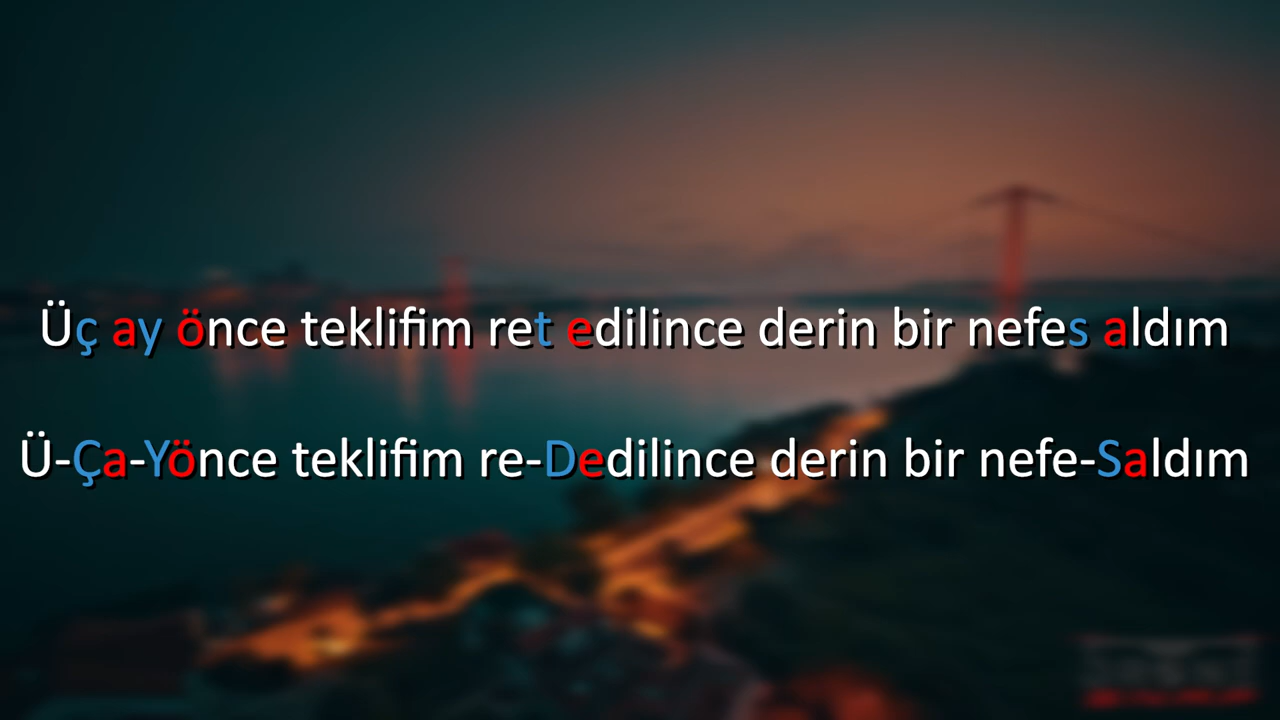 Üç ay önce teklifim ret edilince derin bir nefes aldım
Ü-Ça-Yönce teklifim re-Dedilince derin bir nefe-Saldım